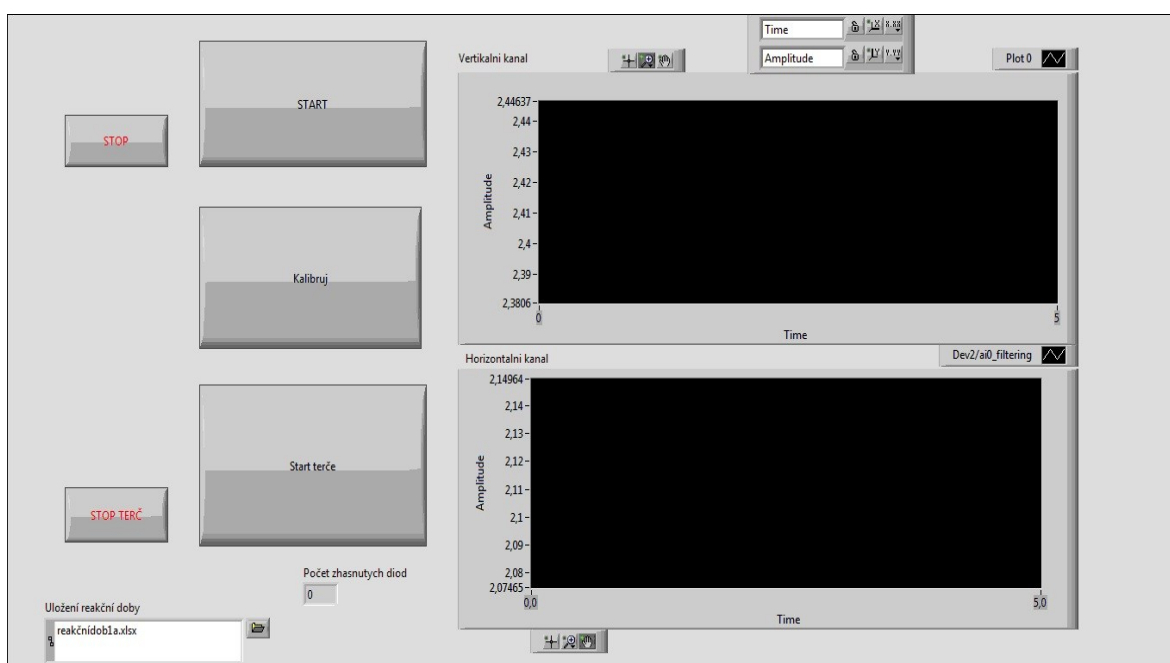 START
STOP
Kalibruj
Start terče
STOP TERČ
Počet zhasnutych diod
0
Uložení reakční doby
reakčnídob1a.xlsx
Time
Amplitude
Vertikalni kanal
Plot 0
2,44637
2,44
2,43
2,42
2,41
2,4
2,39
2,3806
Amplitude
0
5
Time
Horizontalni kanal
Dev2/ai0_filtering
2,14964
2,14
2,13
2,12
2,11
2,1
2,09
2,08
2,07465
Amplitude
0,0
5,0
Time